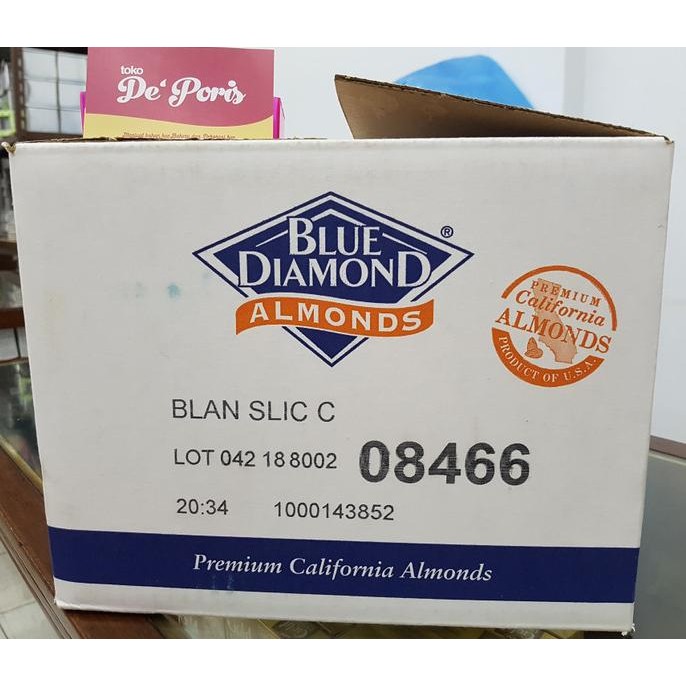 toko
De' Poris
BLUE
DIAMOND®
ALMONDS
PREMIUM
California
ALMONDS
PRODUCT OF U.S.A.
BLAN SLIC C
LOT 042 18 8002 08466
20:34 1000143852
Premium California Almonds